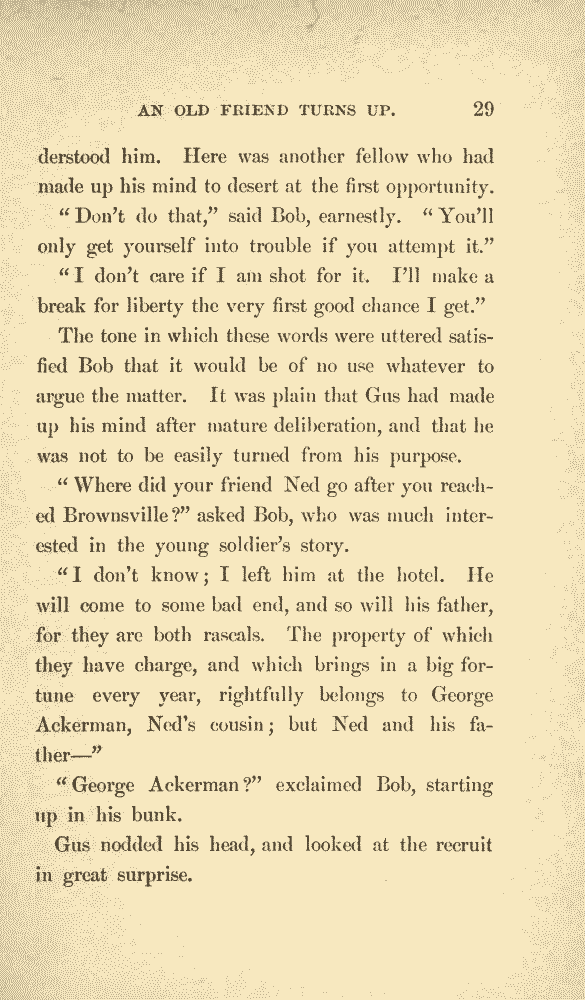 AN OLD FRIEND TURNS UP. 29
derstood him. Here was another fellow who had
made up his mind to desert at the first opportunity.
“Don’t do that,” said Bob, earnestly. “You’ll
only get yourself into trouble if you attempt it.”
“I don’t care if I am shot for it. I’ll make a
break for liberty the very first good chance I get.”
The tone in which these words were uttered satis-
fied Bob that it would be of no use whatever to
argue the matter. It was plain that Gus had made
up his mind after mature deliberation, and that he
was not to be easily turned from his purpose.
“Where did your friend Ned go after you reach-
ed Brownsville?” asked Bob, who was much inter-
ested in the young soldier’s story.
“I don’t know; I left him at the hotel. He
will come to some bad end, and so will his father,
for they are both rascals. The property of which
they have charge, and which brings in a big for-
tune every year, rightfully belongs to George
Ackerman, Ned’s cousin; but Ned and his fa-
ther—”
“George Ackerman?” exclaimed Bob, starting
up in his bunk.
Gus nodded his head, and looked at the recruit
in great surprise.